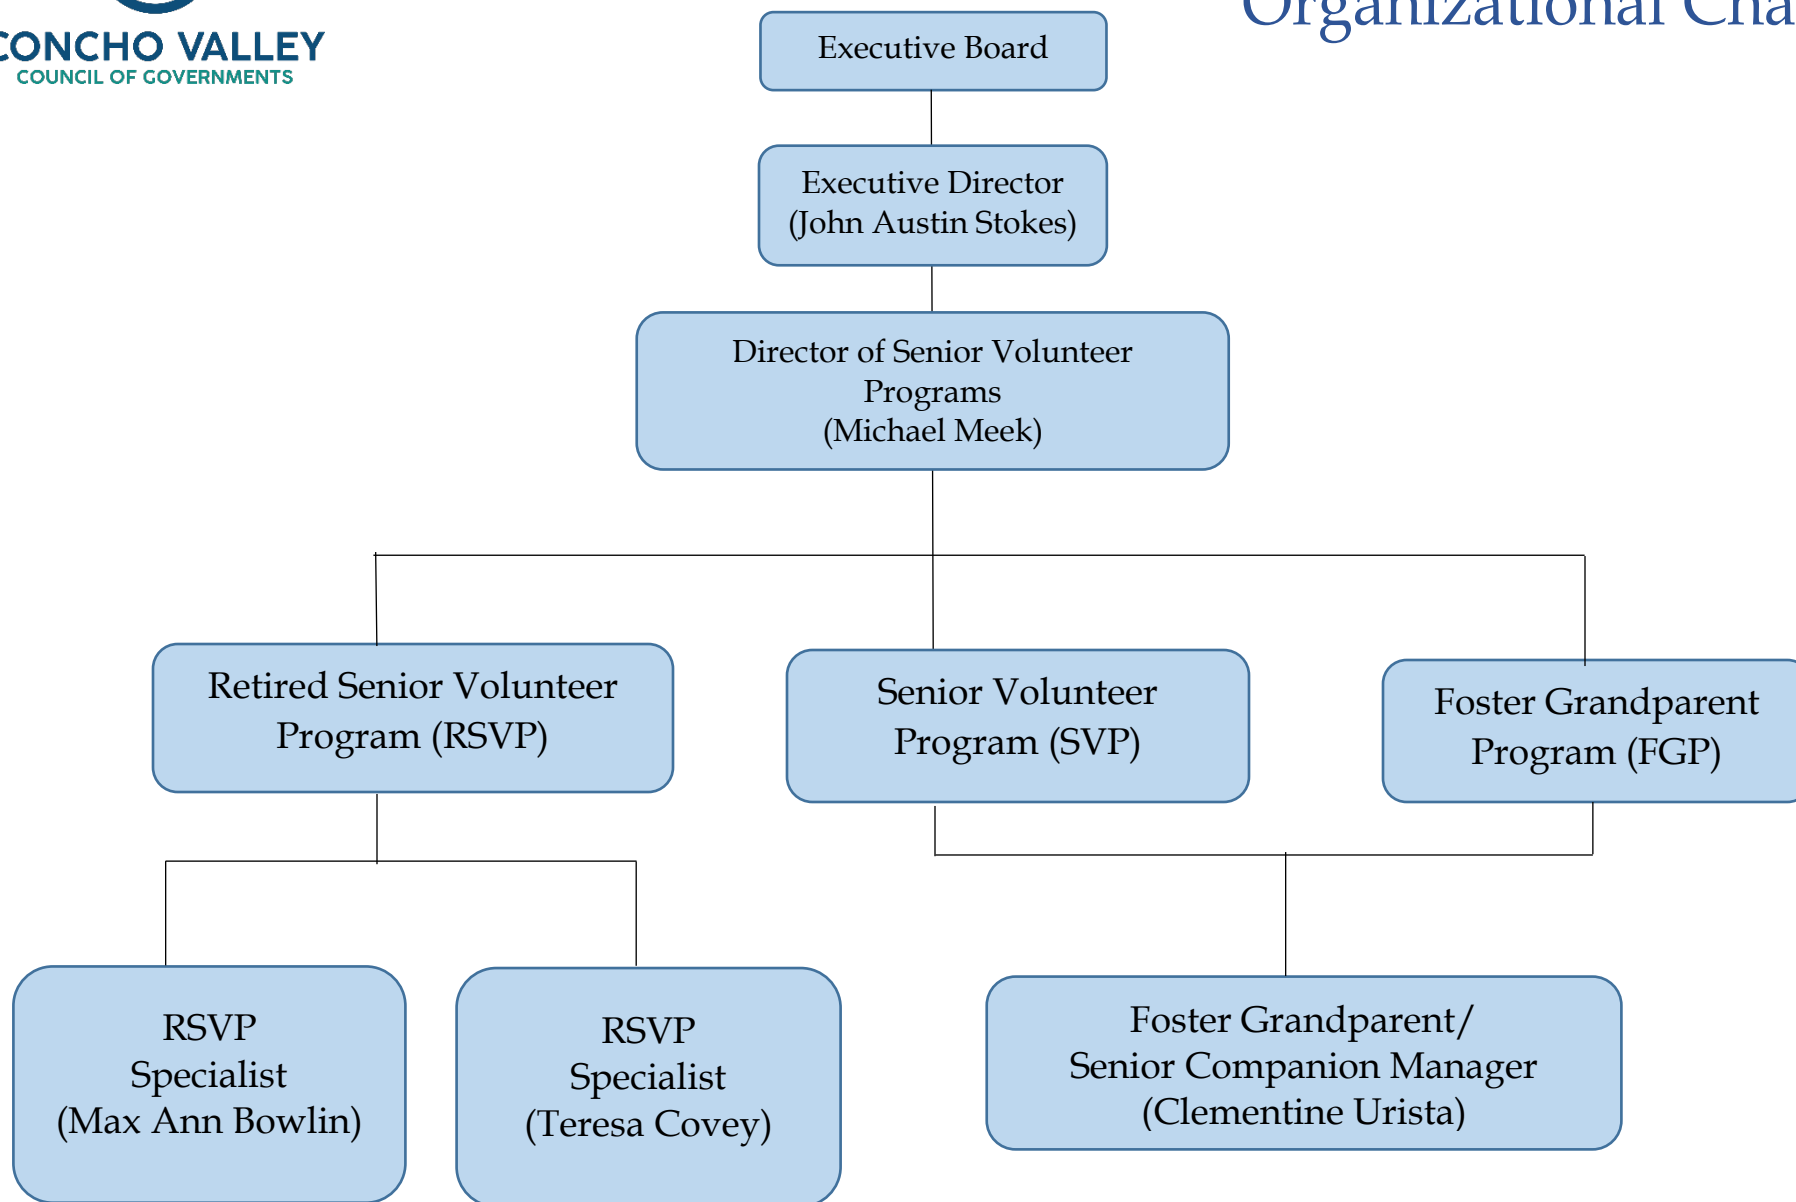 Organizational
CONCHO VALLEY
COUNCIL OF GOVERNMENTS
Executive Board
Executive Director
(John Austin Stokes)
Director of Senior Volunteer
Programs
(Michael Meek)
Retired Senior Volunteer
Program (RSVP)
Senior Volunteer
Program (SVP)
Foster Grandparent
Program (FGP)
RSVP
Specialist
(Max Ann Bowlin)
RSVP
Specialist
(Teresa Covey)
Foster Grandparent/
Senior Companion Manager
(Clementine Urista)